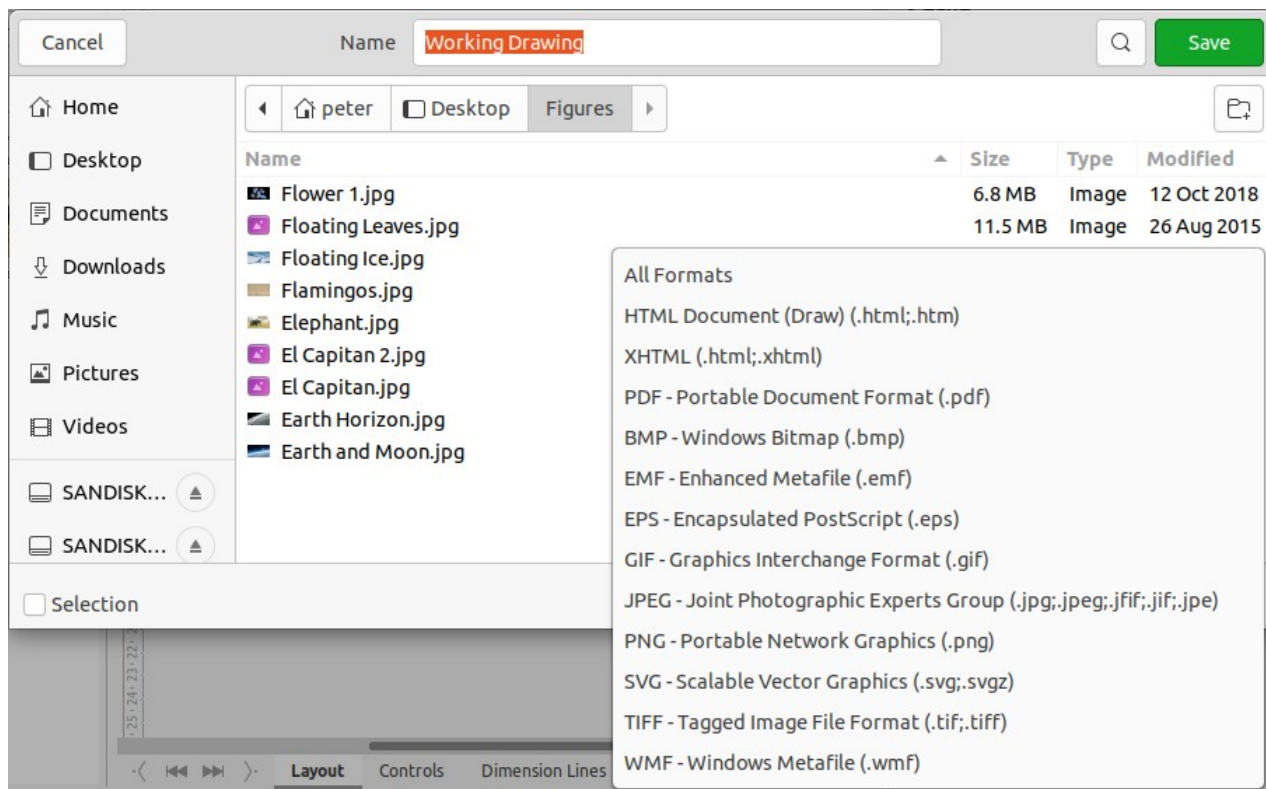 Cancel
Name
Working Drawing
Save
Home
Desktop
Documents
Downloads
Music
Pictures
Videos
SANDISK...
SANDISK...
peter
Desktop
Figures
Name Size Type Modified
Flower 1.jpg 6.8 MB Image 12 Oct 2018
Floating Leaves.jpg 11.5 MB Image 26 Aug 2015
Floating Ice.jpg
Flamingos.jpg
Elephant.jpg
El Capitan 2.jpg
El Capitan.jpg
Earth Horizon.jpg
Earth and Moon.jpg
All Formats
HTML Document (Draw) (.html;.htm)
XHTML (.html;.xhtml)
PDF - Portable Document Format (.pdf)
BMP - Windows Bitmap (.bmp)
EMF - Enhanced Metafile (.emf)
EPS - Encapsulated PostScript (.eps)
GIF - Graphics Interchange Format (.gif)
JPEG - Joint Photographic Experts Group (.jpg;.jpeg;.jfif;.jif;.jpe)
PNG - Portable Network Graphics (.png)
SVG - Scalable Vector Graphics (.svg;.svgz)
TIFF - Tagged Image File Format (.tif;.tiff)
WMF - Windows Metafile (.wmf)
Selection
22
23
24
25
Layout Controls Dimension Lines